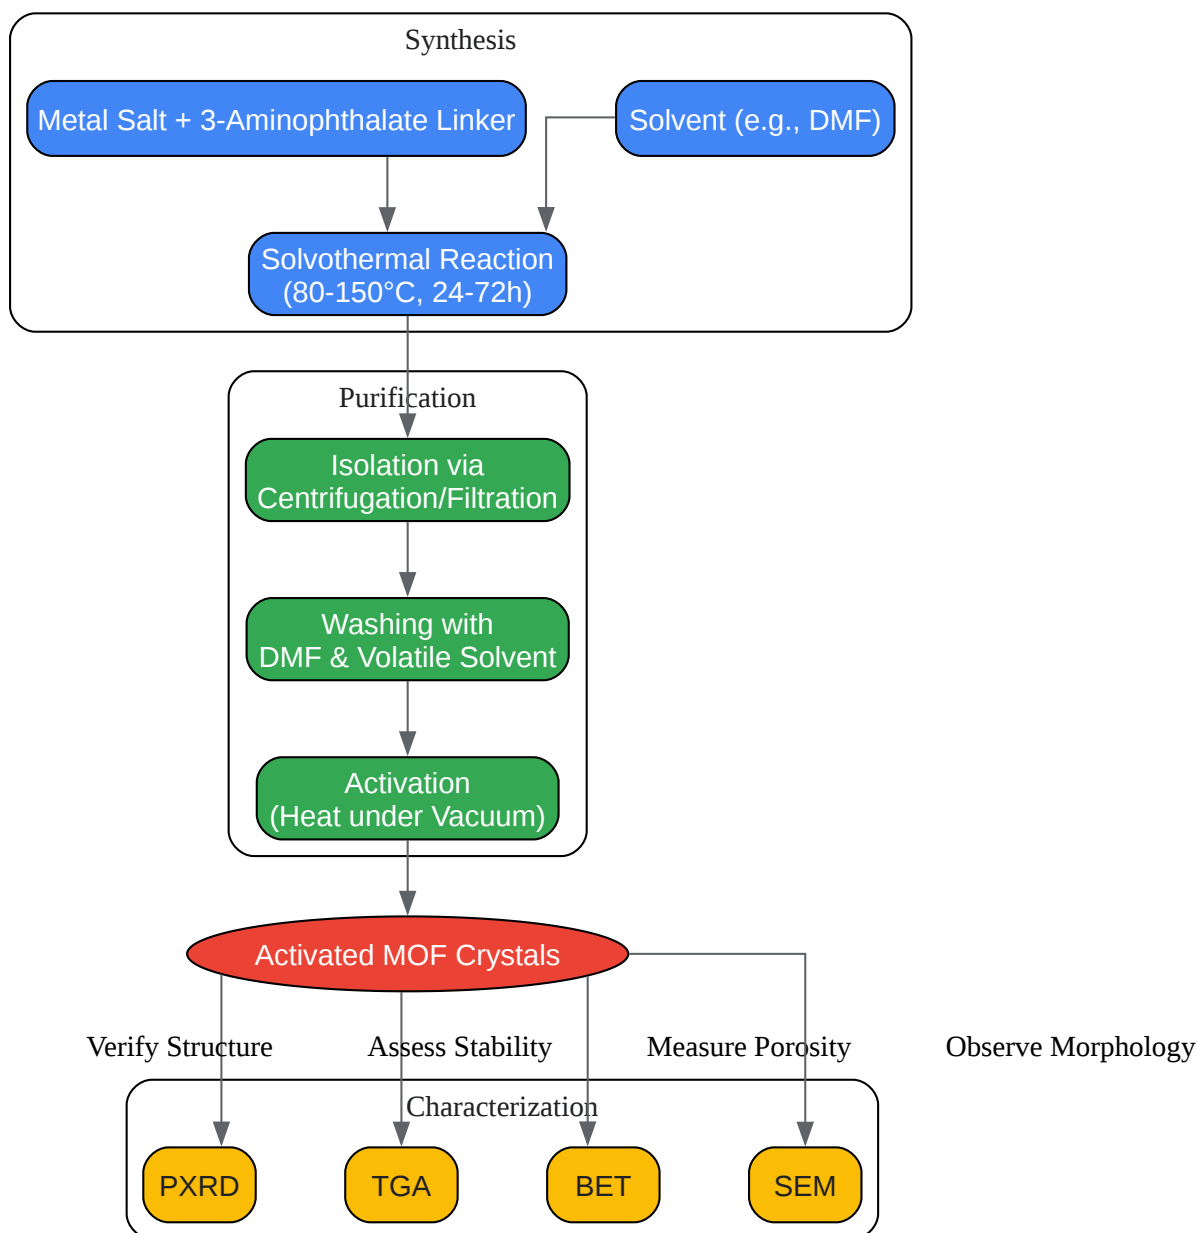 Synthesis
Metal Salt + 3-Aminophthalate Linker
Solvent (e.g., DMF)
Solvothermal Reaction
(80-150°C, 24-72h)
Purification
Isolation via
Centrifugation/Filtration
Washing with
DMF & Volatile Solvent
Activation
(Heat under Vacuum)
Activated MOF Crystals
Verify Structure
Assess Stability
Measure Porosity
Observe Morphology
Characterization
PXRD
TGA
BET
SEM